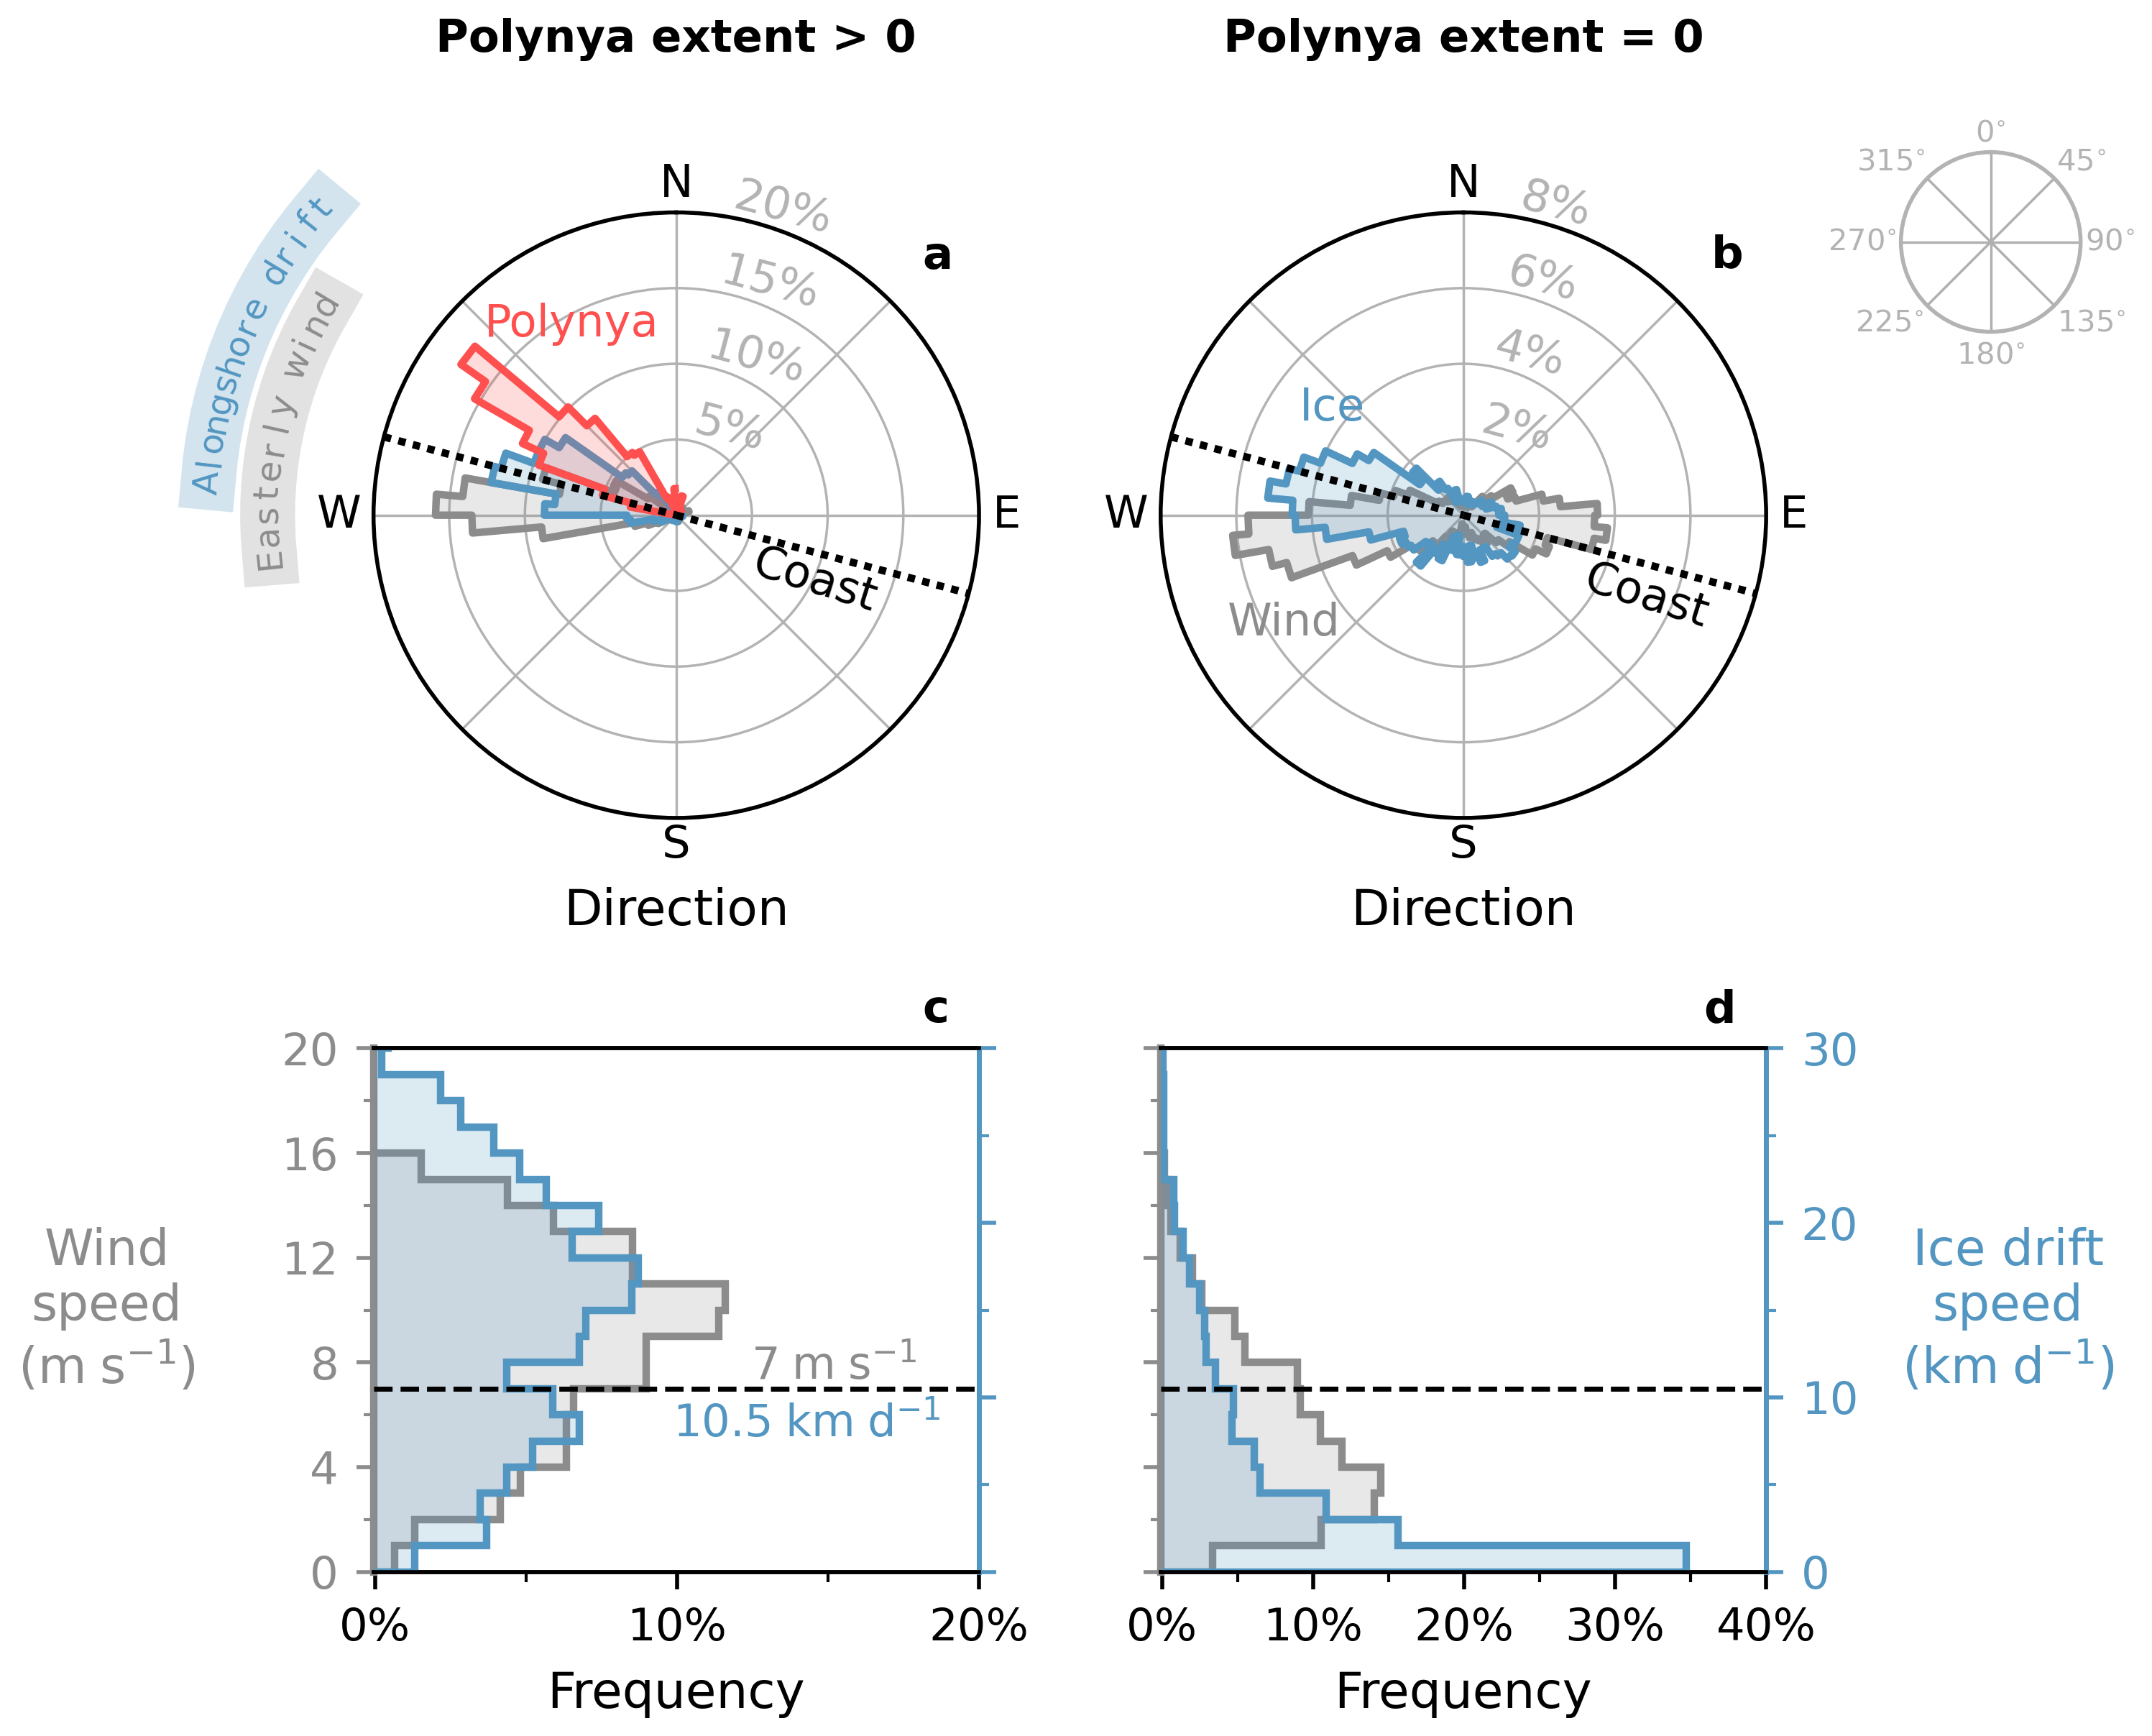 Polynya extent > 0
Polynya extent = 0
Alongshore drift
Easterly wind
N
20%
15%
10%
5%
a
Polynya
W
E
Coast
S
Direction
N
8%
6%
4%
2%
b
Ice
W
E
Wind
Coast
S
Direction
0°
315°
45°
270°
90°
225°
135°
180°
c
20
16
12
8
4
0
Wind
speed
(m s⁻¹)
7 m s⁻¹
10.5 km d⁻¹
0%
10%
20%
Frequency
d
30
20
10
0
Ice drift
speed
(km d⁻¹)
0%
10%
20%
30%
40%
Frequency